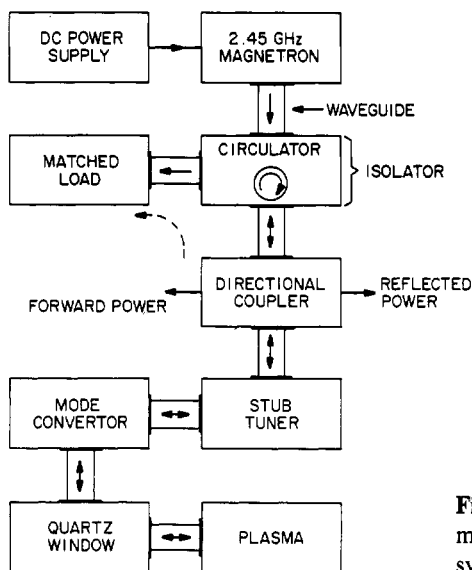 DC POWER
SUPPLY
2.45 GHz
MAGNETRON
WAVEGUIDE
MATCHED
LOAD
CIRCULATOR
ISOLATOR
DIRECTIONAL
COUPLER
FORWARD POWER
REFLECTED
POWER
MODE
CONVERTOR
STUB
TUNER
QUARTZ
WINDOW
PLASMA